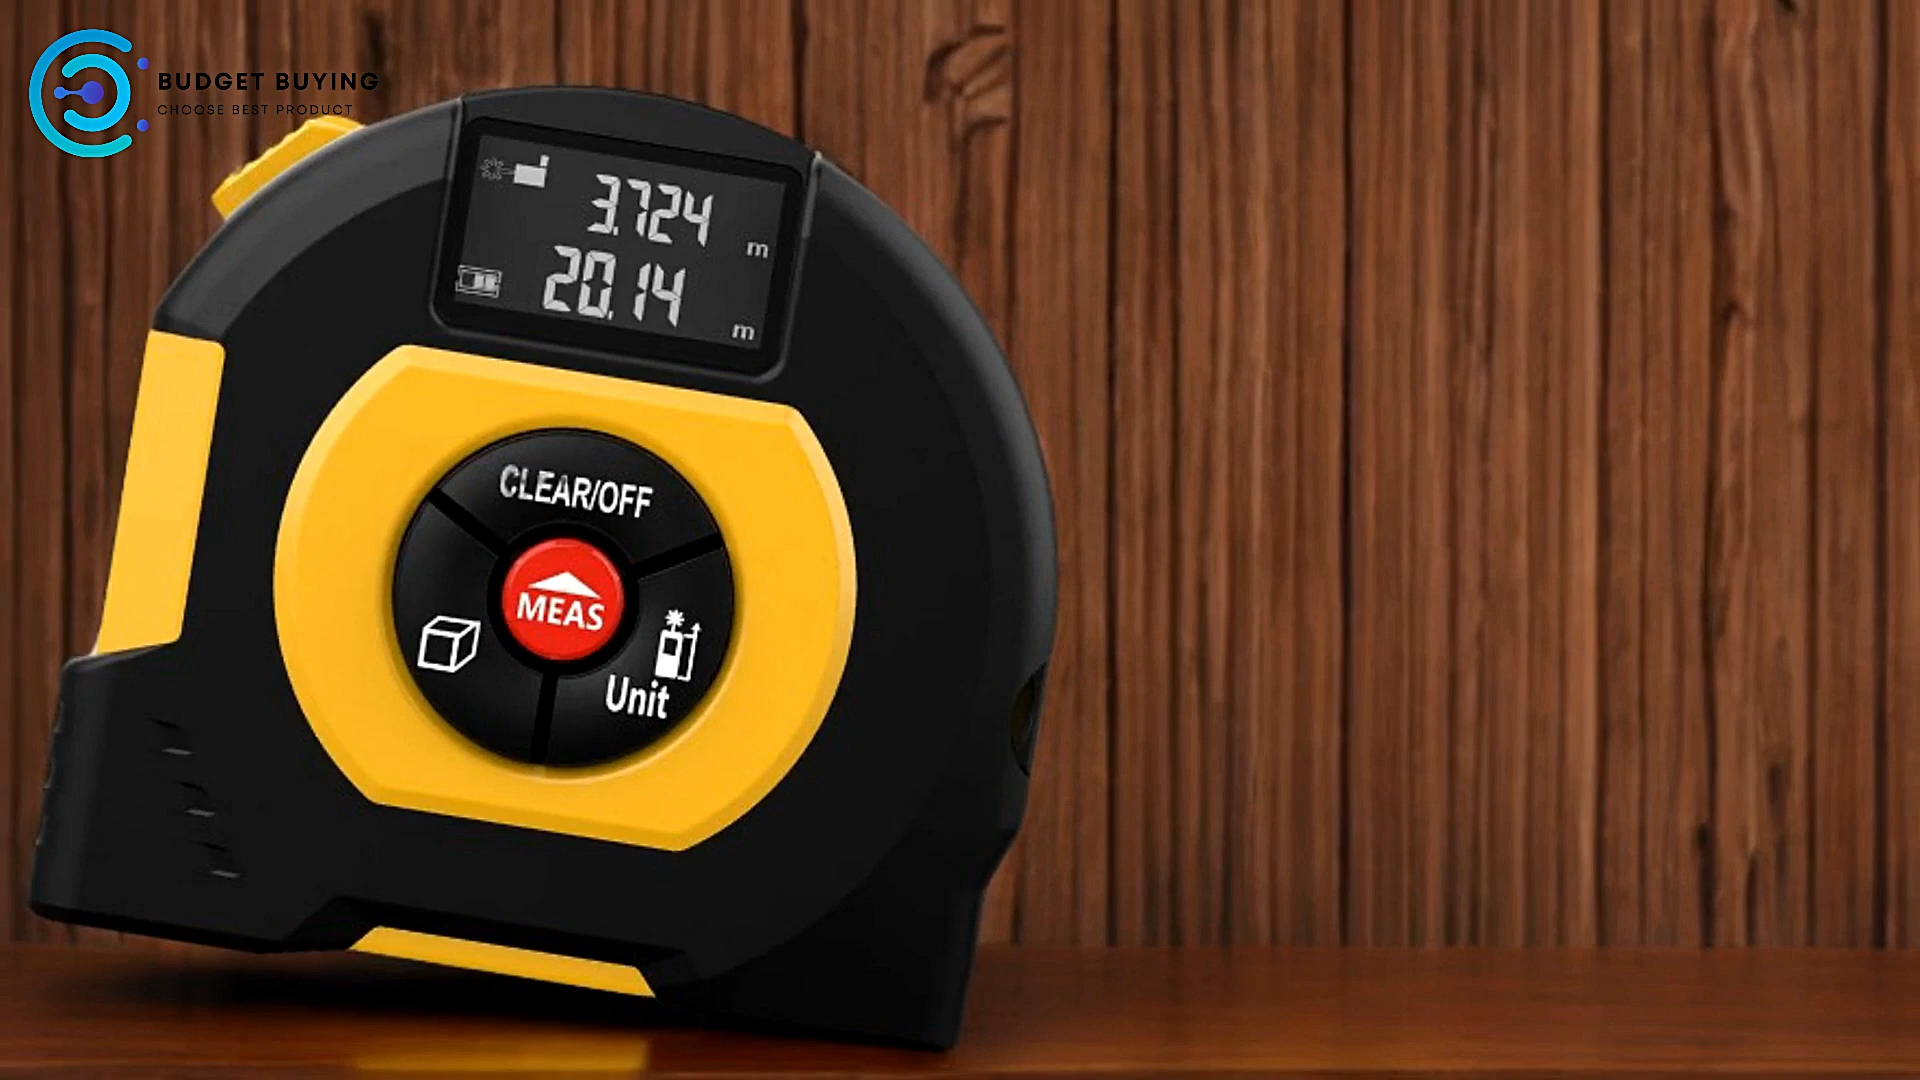 BUDGET BUYING
CHOOSE BEST PRODUCT
3.724 m
20.14 m
CLEAR/OFF
MEAS
Unit